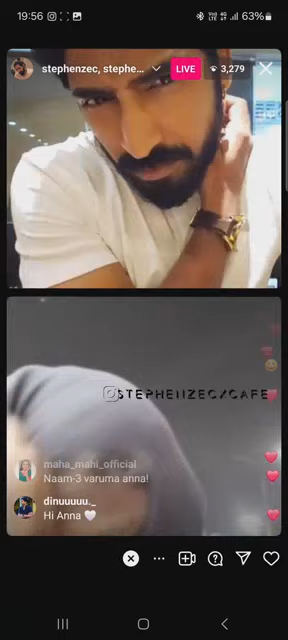 19:56
63%
stephenzec, stephe...
LIVE
3,279
STEPHENZECXCAFE
maha_mahi_official
Naam-3 varuma anna!
dinuuuuu._
Hi Anna 🤍